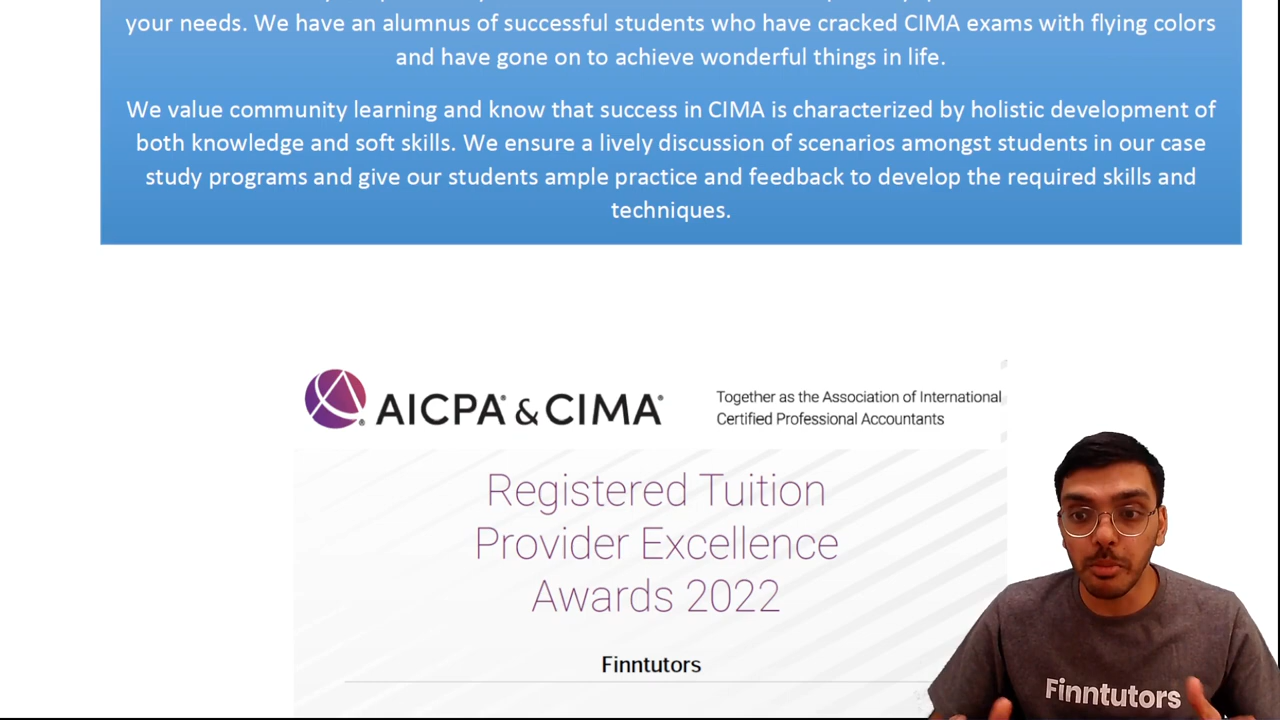 your needs. We have an alumnus of successful students who have cracked CIMA exams with flying colors
and have gone on to achieve wonderful things in life.
We value community learning and know that success in CIMA is characterized by holistic development of
both knowledge and soft skills. We ensure a lively discussion of scenarios amongst students in our case
study programs and give our students ample practice and feedback to develop the required skills and
techniques.
AICPA® & CIMA®
Together as the Association of International
Certified Professional Accountants
Registered Tuition
Provider Excellence
Awards 2022
Finntutors
Finntutors